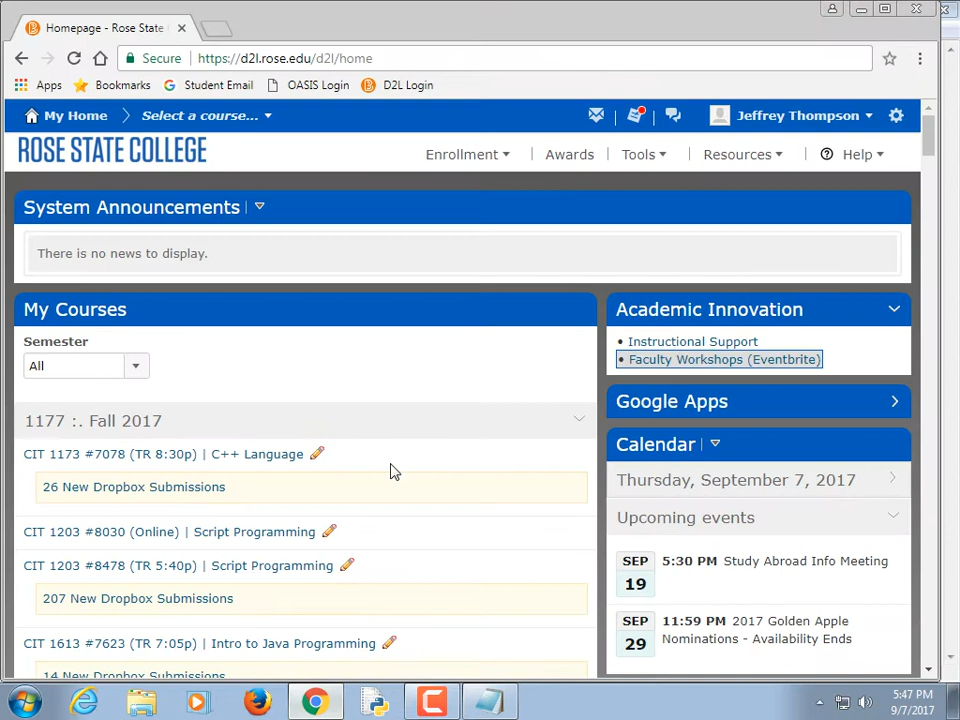 Homepage - Rose State
Secure https://d2l.rose.edu/d2l/home
Apps Bookmarks Student Email OASIS Login D2L Login
My Home Select a course... Jeffrey Thompson
ROSE STATE COLLEGE
Enrollment Awards Tools Resources Help
System Announcements
There is no news to display.
My Courses
Semester
All
1177 :. Fall 2017
CIT 1173 #7078 (TR 8:30p) | C++ Language
26 New Dropbox Submissions
CIT 1203 #8030 (Online) | Script Programming
CIT 1203 #8478 (TR 5:40p) | Script Programming
207 New Dropbox Submissions
CIT 1613 #7623 (TR 7:05p) | Intro to Java Programming
14 New Dropbox Submissions
Academic Innovation
• Instructional Support
• Faculty Workshops (Eventbrite)
Google Apps
Calendar
Thursday, September 7, 2017
Upcoming events
SEP
19
5:30 PM Study Abroad Info Meeting
SEP
29
11:59 PM 2017 Golden Apple
Nominations - Availability Ends
5:47 PM
9/7/2017